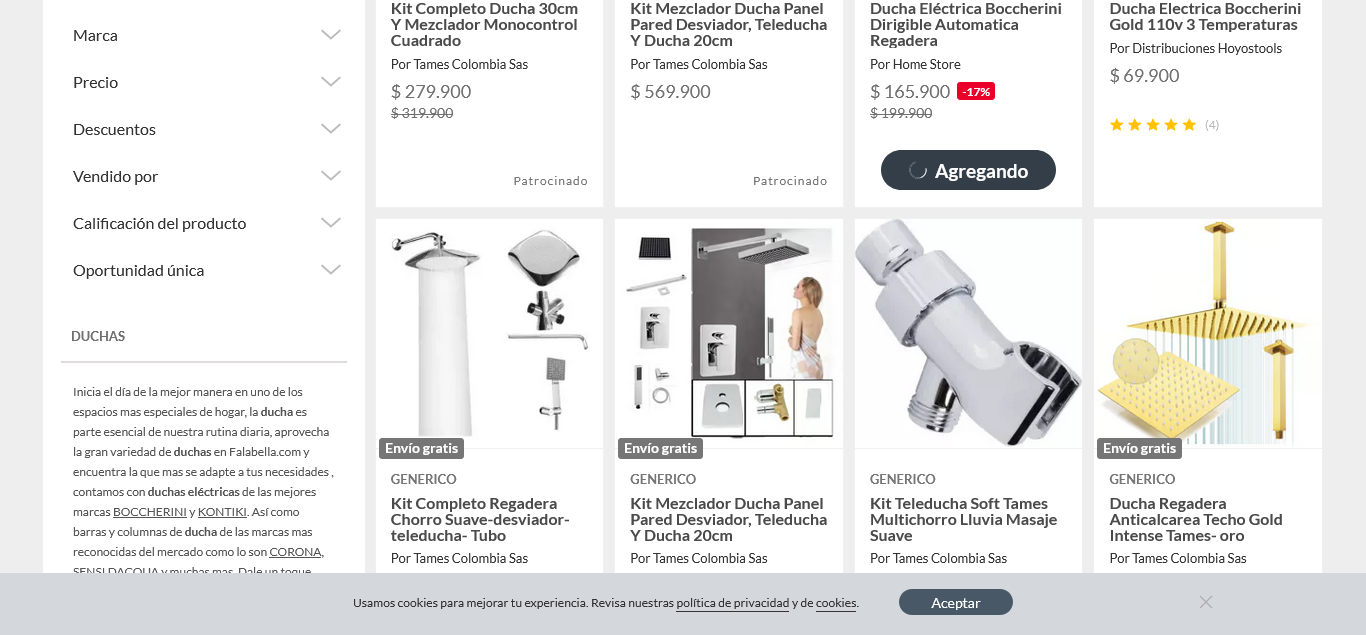 Marca
Precio
Descuentos
Vendido por
Calificación del producto
Oportunidad única
DUCHAS
Inicia el día de la mejor manera en uno de los
espacios mas especiales de hogar, la ducha es
parte esencial de nuestra rutina diaria, aprovecha
la gran variedad de duchas en Falabella.com y
encuentra la que mas se adapte a tus necesidades ,
contamos con duchas eléctricas de las mejores
marcas BOCCHERINI y KONTIKI. Así como
barras y columnas de ducha de las marcas mas
reconocidas del mercado como lo son CORONA,
SENSI DACQUA y muchas mas. Dale un toque
Kit Completo Ducha 30cm
Y Mezclador Monocontrol
Cuadrado
Por Tames Colombia Sas
$ 279.900
$ 319.900
Patrocinado
Kit Mezclador Ducha Panel
Pared Desviador, Teleducha
Y Ducha 20cm
Por Tames Colombia Sas
$ 569.900
Patrocinado
Ducha Eléctrica Boccherini
Dirigible Automatica
Regadera
Por Home Store
$ 165.900 -17%
$ 199.900
Agregando
Ducha Electrica Boccherini
Gold 110v 3 Temperaturas
Por Distribuciones Hoyostools
$ 69.900
(4)
Envío gratis
GENERICO
Kit Completo Regadera
Chorro Suave-desviador-
teleducha- Tubo
Por Tames Colombia Sas
Envío gratis
GENERICO
Kit Mezclador Ducha Panel
Pared Desviador, Teleducha
Y Ducha 20cm
Por Tames Colombia Sas
GENERICO
Kit Teleducha Soft Tames
Multichorro Lluvia Masaje
Suave
Por Tames Colombia Sas
Envío gratis
GENERICO
Ducha Regadera
Anticalcarea Techo Gold
Intense Tames- oro
Por Tames Colombia Sas
Usamos cookies para mejorar tu experiencia. Revisa nuestras política de privacidad y de cookies.
Aceptar